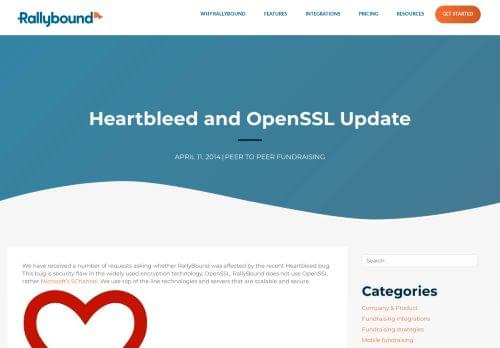 Rallybound
WHY RALLYBOUND
FEATURES
INTEGRATIONS
PRICING
RESOURCES
GET STARTED
Heartbleed and OpenSSL Update
APRIL 11, 2014 | PEER TO PEER FUNDRAISING
We have received a number of requests asking whether RallyBound was affected by the recent Heartbleed bug.
This bug is security flaw in the widely used encryption technology, OpenSSL. RallyBound does not use OpenSSL
rather Microsoft's SChannel. We use top of the line technologies and servers that are scalable and secure.
Search
Categories
Company & Product
Fundraising integrations
Fundraising strategies
Mobile fundraising